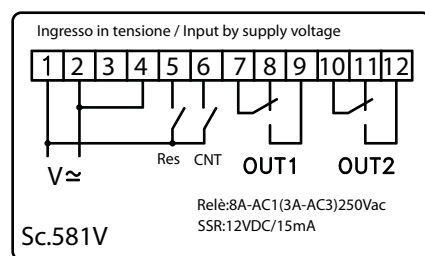 Ingresso in tensione / Input by supply voltage
1 2 3 4 5 6 7 8 9 10 11 12
Res CNT OUT1 OUT2
V≃
Relè:8A-AC1(3A-AC3)250Vac
SSR:12VDC/15mA
Sc.581V